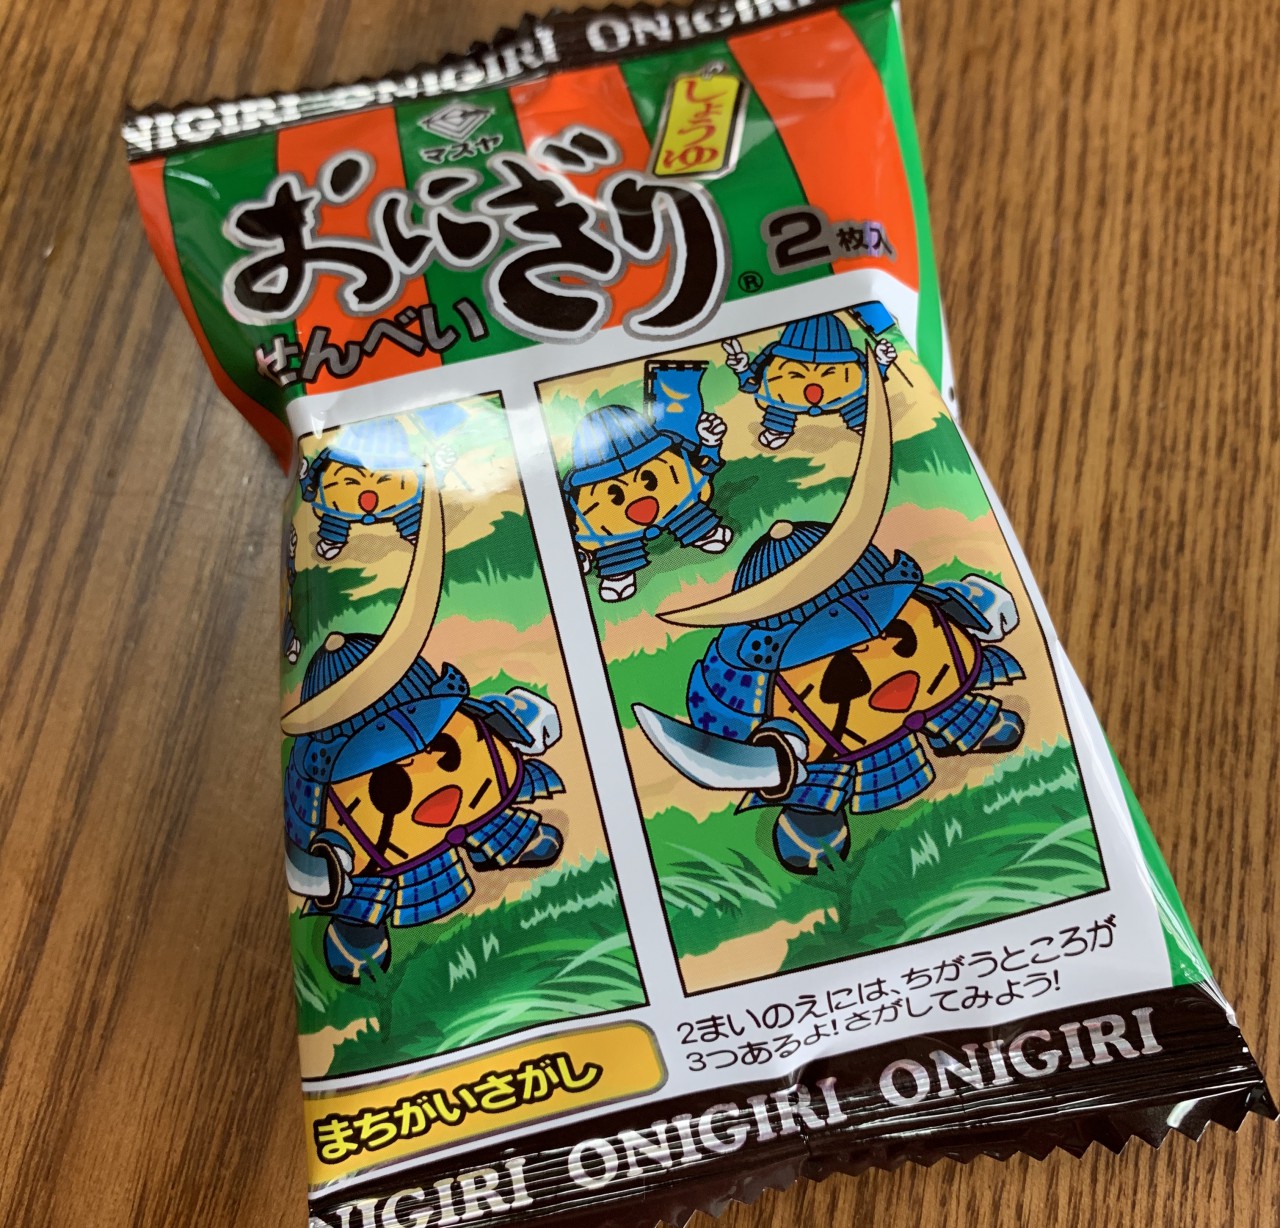 ONIGIRI ONIGIRI ONIGIRI
マスヤ
しょうゆ
おにぎり®
せんべい
2枚入
2まいのえには、ちがうところが
3つあるよ!さがしてみよう!
まちがいさがし
ONIGIRI ONIGIRI ONIGIRI